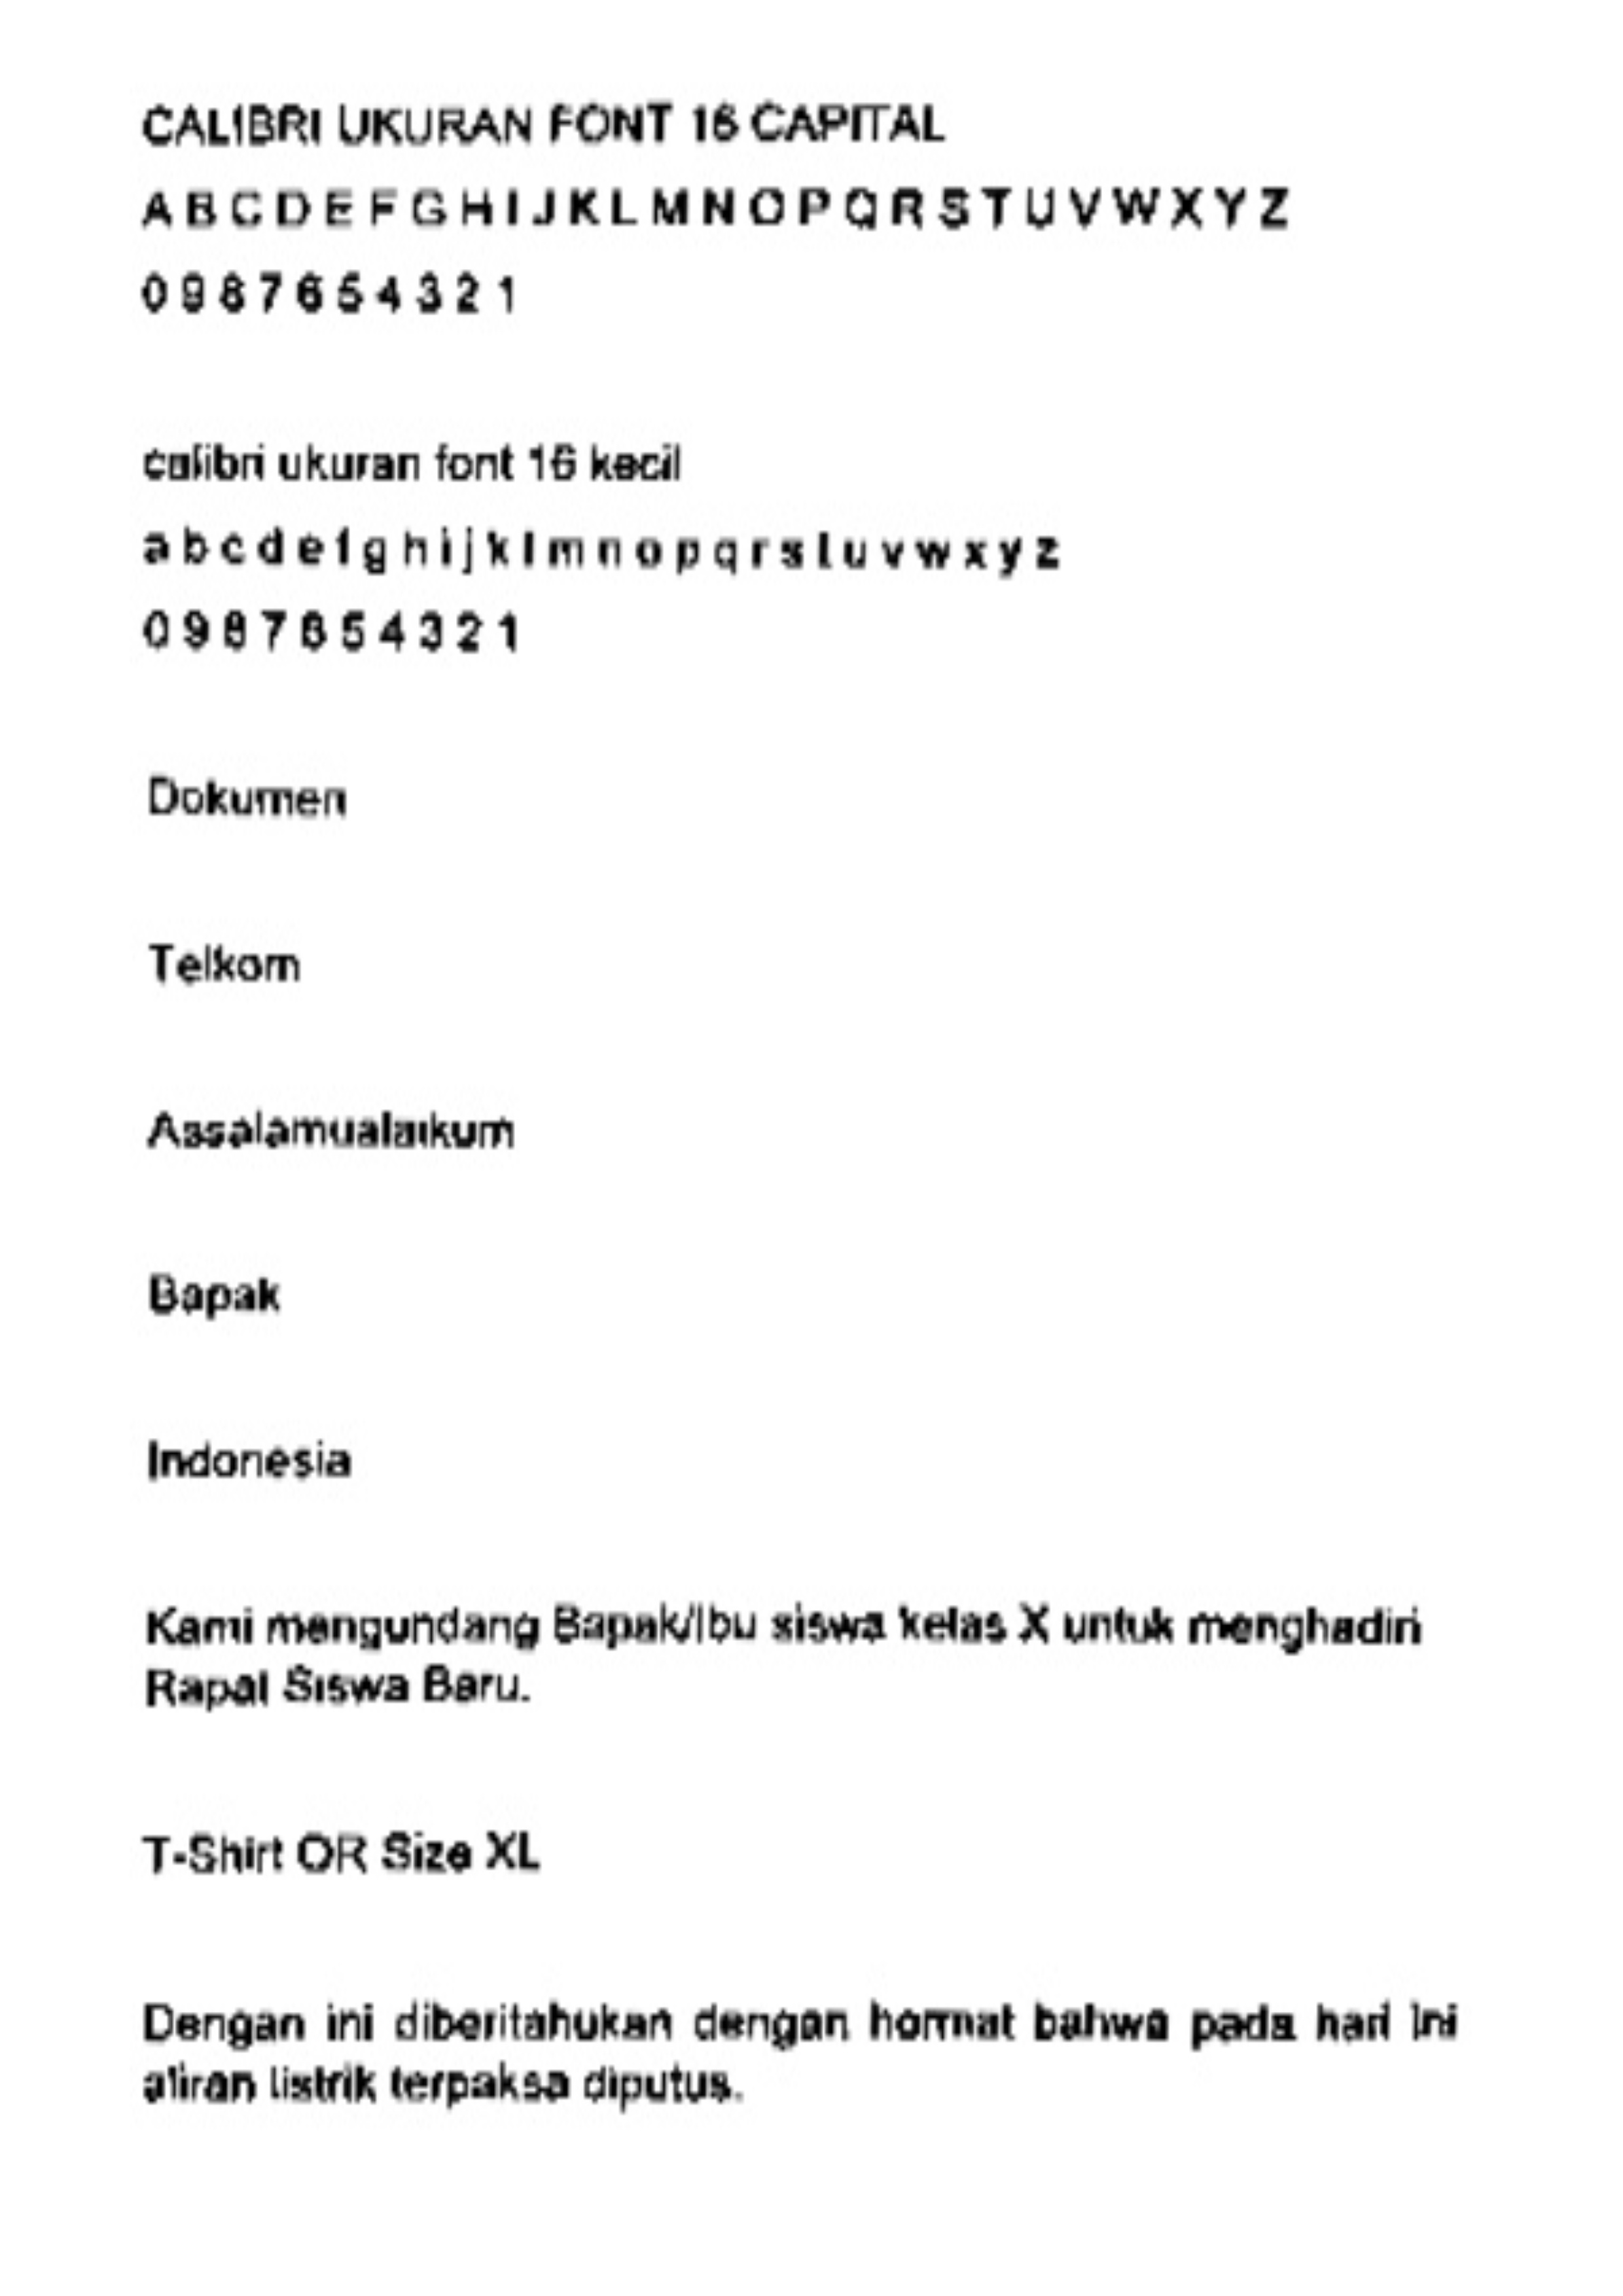 CALIBRI UKURAN FONT 16 CAPITAL
A B C D E F G H I J K L M N O P Q R S T U V W X Y Z
0 9 8 7 6 5 4 3 2 1
calibri ukuran font 16 kecil
a b c d e f g h i j k l m n o p q r s t u v w x y z
0 9 8 7 6 5 4 3 2 1
Dokumen
Telkom
Assalamualaikum
Bapak
Indonesia
Kami mengundang Bapak/Ibu siswa kelas X untuk menghadiri
Rapat Siswa Baru.
T-Shirt OR Size XL
Dengan ini diberitahukan dengan hormat bahwa pada hari ini
aliran listrik terpaksa diputus.